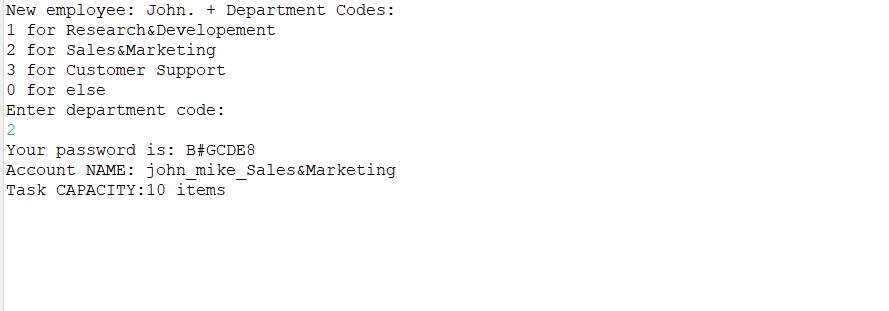 New employee: John. + Department Codes:
1 for Research&Developement
2 for Sales&Marketing
3 for Customer Support
0 for else
Enter department code:
2
Your password is: B#GCDE8
Account NAME: john_mike_Sales&Marketing
Task CAPACITY:10 items